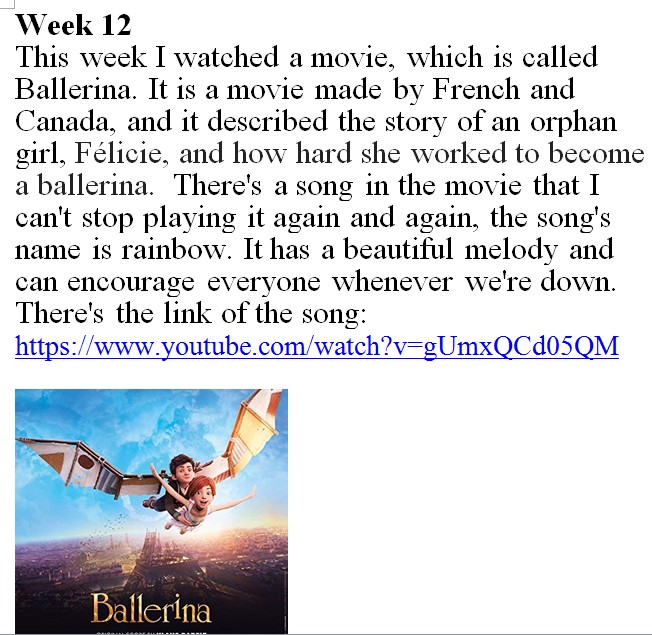 Week 12
This week I watched a movie, which is called
Ballerina. It is a movie made by French and
Canada, and it described the story of an orphan
girl, Félicie, and how hard she worked to become
a ballerina.  There's a song in the movie that I
can't stop playing it again and again, the song's
name is rainbow. It has a beautiful melody and
can encourage everyone whenever we're down.
There's the link of the song:
https://www.youtube.com/watch?v=gUmxQCd05QM
Ballerina